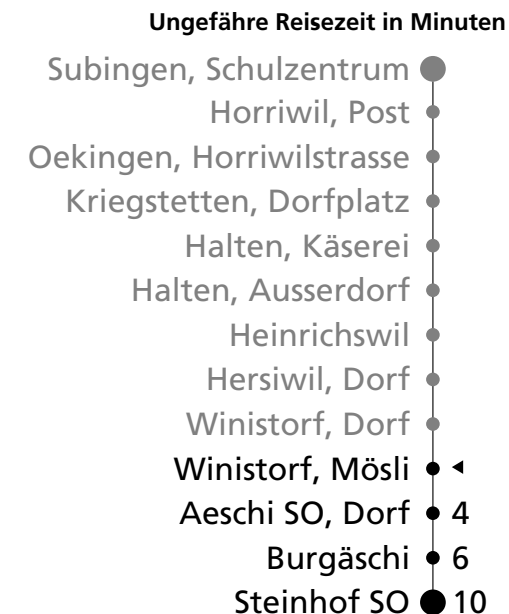 Ungefähre Reisezeit in Minuten
Subingen, Schulzentrum
Horriwil, Post
Oekingen, Horriwilstrasse
Kriegstetten, Dorfplatz
Halten, Käserei
Halten, Ausserdorf
Heinrichswil
Hersiwil, Dorf
Winistorf, Dorf
Winistorf, Mösli
Aeschi SO, Dorf 4
Burgäschi 6
Steinhof SO 10